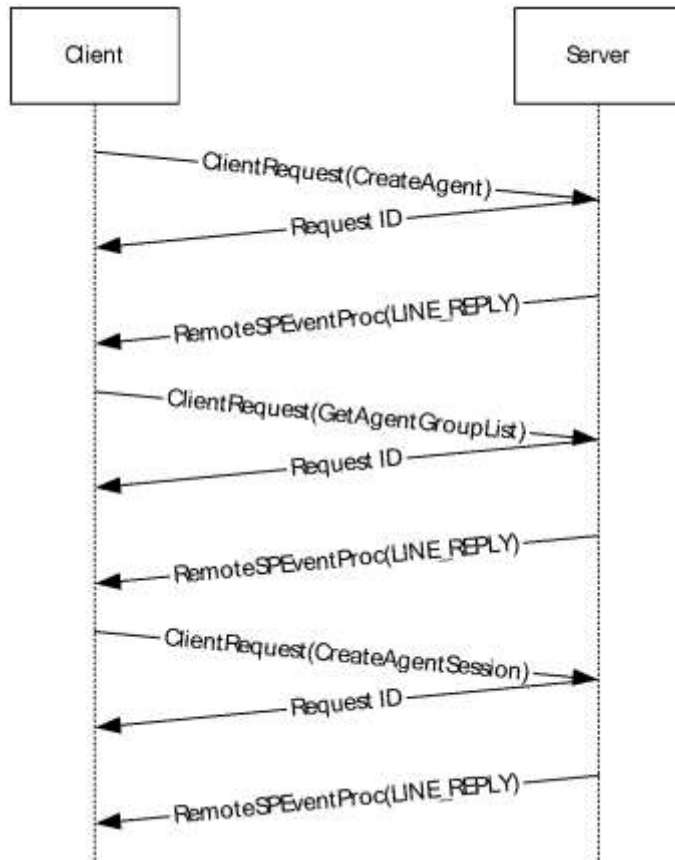 Client
Server
ClientRequest(CreateAgent)
Request ID
RemoteSPEventProc(LINE_REPLY)
ClientRequest(GetAgentGroupList)
Request ID
RemoteSPEventProc(LINE_REPLY)
ClientRequest(CreateAgentSession)
Request ID
RemoteSPEventProc(LINE_REPLY)